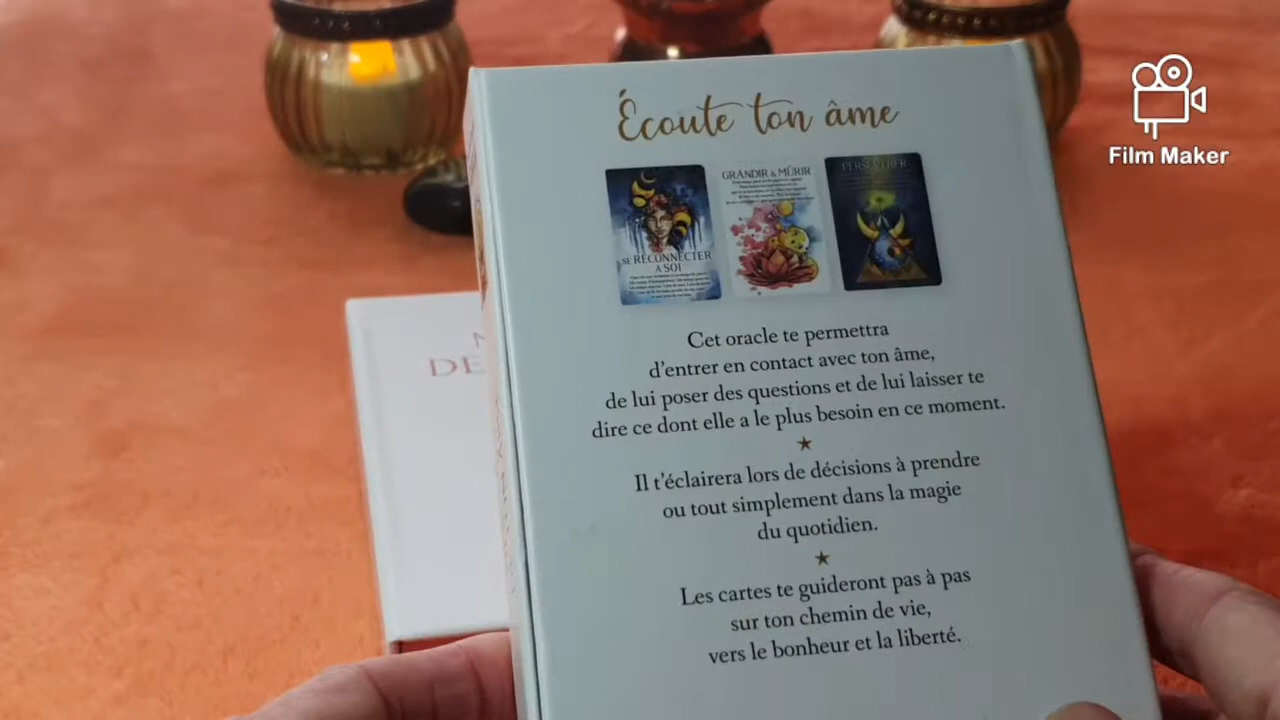 Écoute ton âme
PERSÉVÉRER
GRANDIR & MÛRIR
SE RECONNECTER
À SOI
Cet oracle te permettra
d'entrer en contact avec ton âme,
de lui poser des questions et de lui laisser te
dire ce dont elle a le plus besoin en ce moment.
Il t'éclairera lors de décisions à prendre
ou tout simplement dans la magie
du quotidien.
Les cartes te guideront pas à pas
sur ton chemin de vie,
vers le bonheur et la liberté.
Film Maker